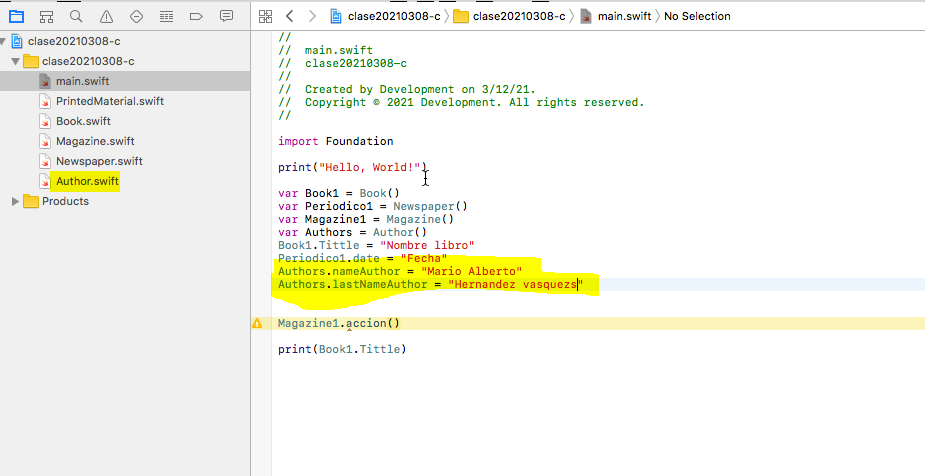 clase20210308-c
clase20210308-c
main.swift
PrintedMaterial.swift
Book.swift
Magazine.swift
Newspaper.swift
Author.swift
Products
clase20210308-c clase20210308-c main.swift No Selection
//
// main.swift
// clase20210308-c
//
// Created by Development on 3/12/21.
// Copyright © 2021 Development. All rights reserved.
//
import Foundation
print("Hello, World!")
var Book1 = Book()
var Periodico1 = Newspaper()
var Magazine1 = Magazine()
var Authors = Author()
Book1.Tittle = "Nombre libro"
Periodico1.date = "Fecha"
Authors.nameAuthor = "Mario Alberto"
Authors.lastNameAuthor = "Hernandez vasquezs"
Magazine1.accion()
print(Book1.Tittle)